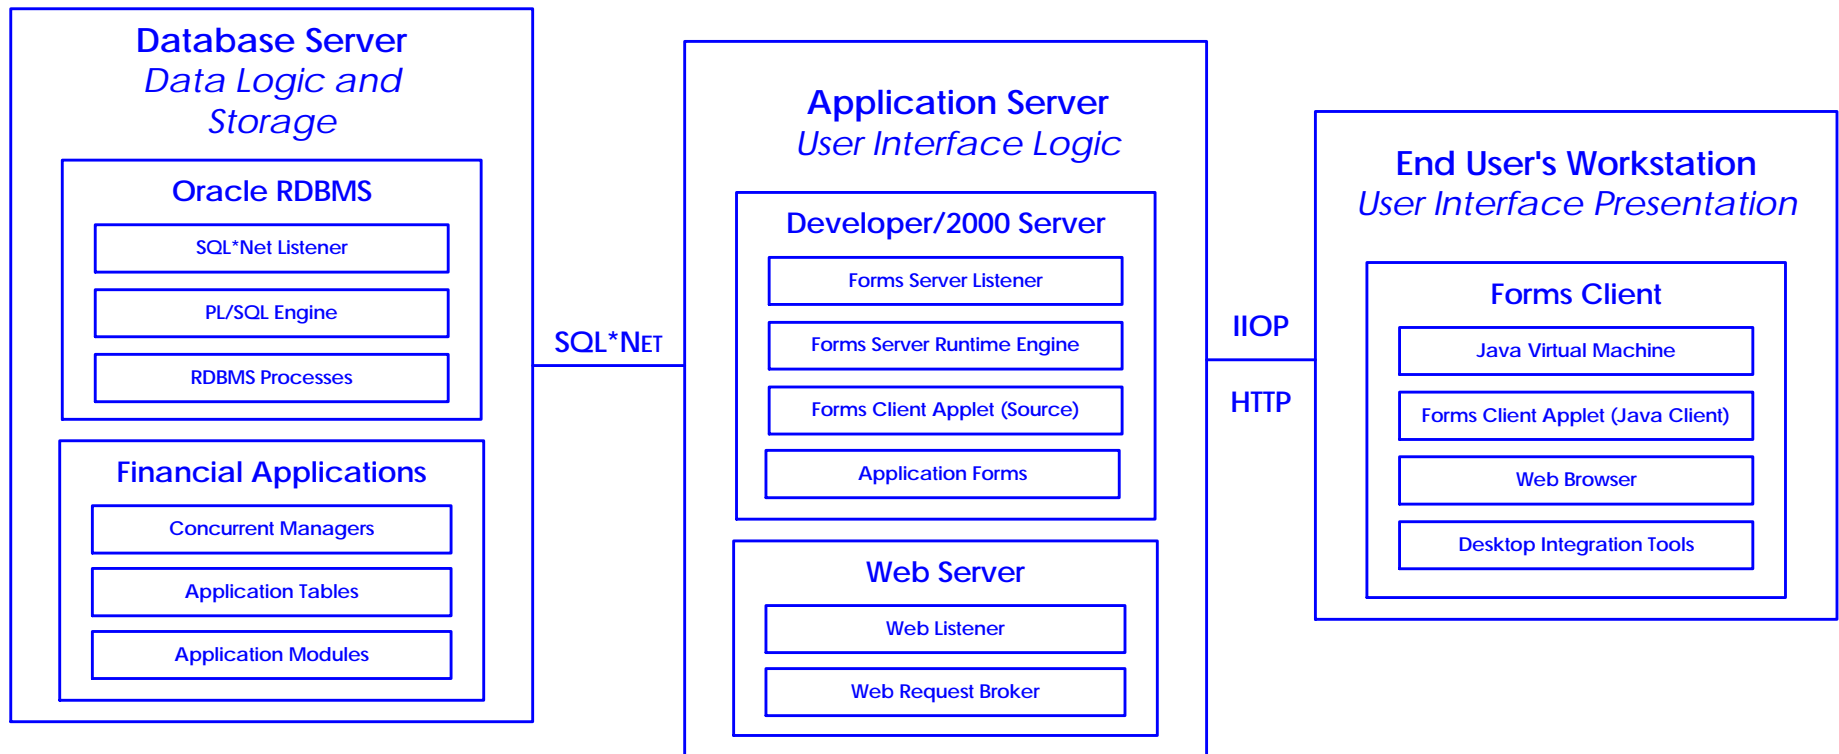 Database Server
Data Logic and
Storage
Oracle RDBMS
SQL*Net Listener
PL/SQL Engine
RDBMS Processes
Financial Applications
Concurrent Managers
Application Tables
Application Modules
SQL*NET
Application Server
User Interface Logic
Developer/2000 Server
Forms Server Listener
Forms Server Runtime Engine
Forms Client Applet (Source)
Application Forms
Web Server
Web Listener
Web Request Broker
IIOP
HTTP
End User's Workstation
User Interface Presentation
Forms Client
Java Virtual Machine
Forms Client Applet (Java Client)
Web Browser
Desktop Integration Tools